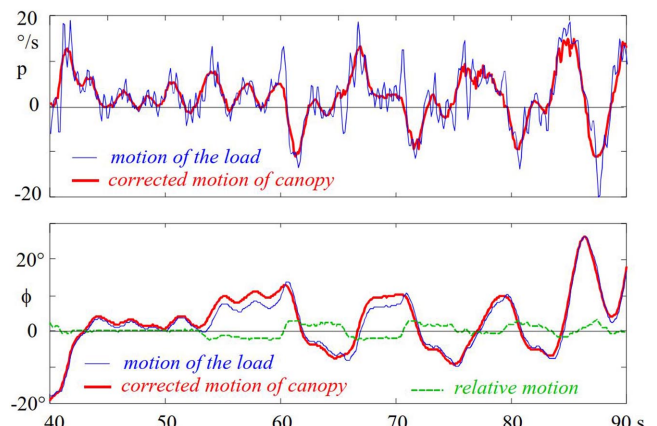 20
°/s
p
0
-20
motion of the load
corrected motion of canopy
20°
ϕ
0
-20°
motion of the load
corrected motion of canopy
relative motion
40 50 60 70 80 90 s